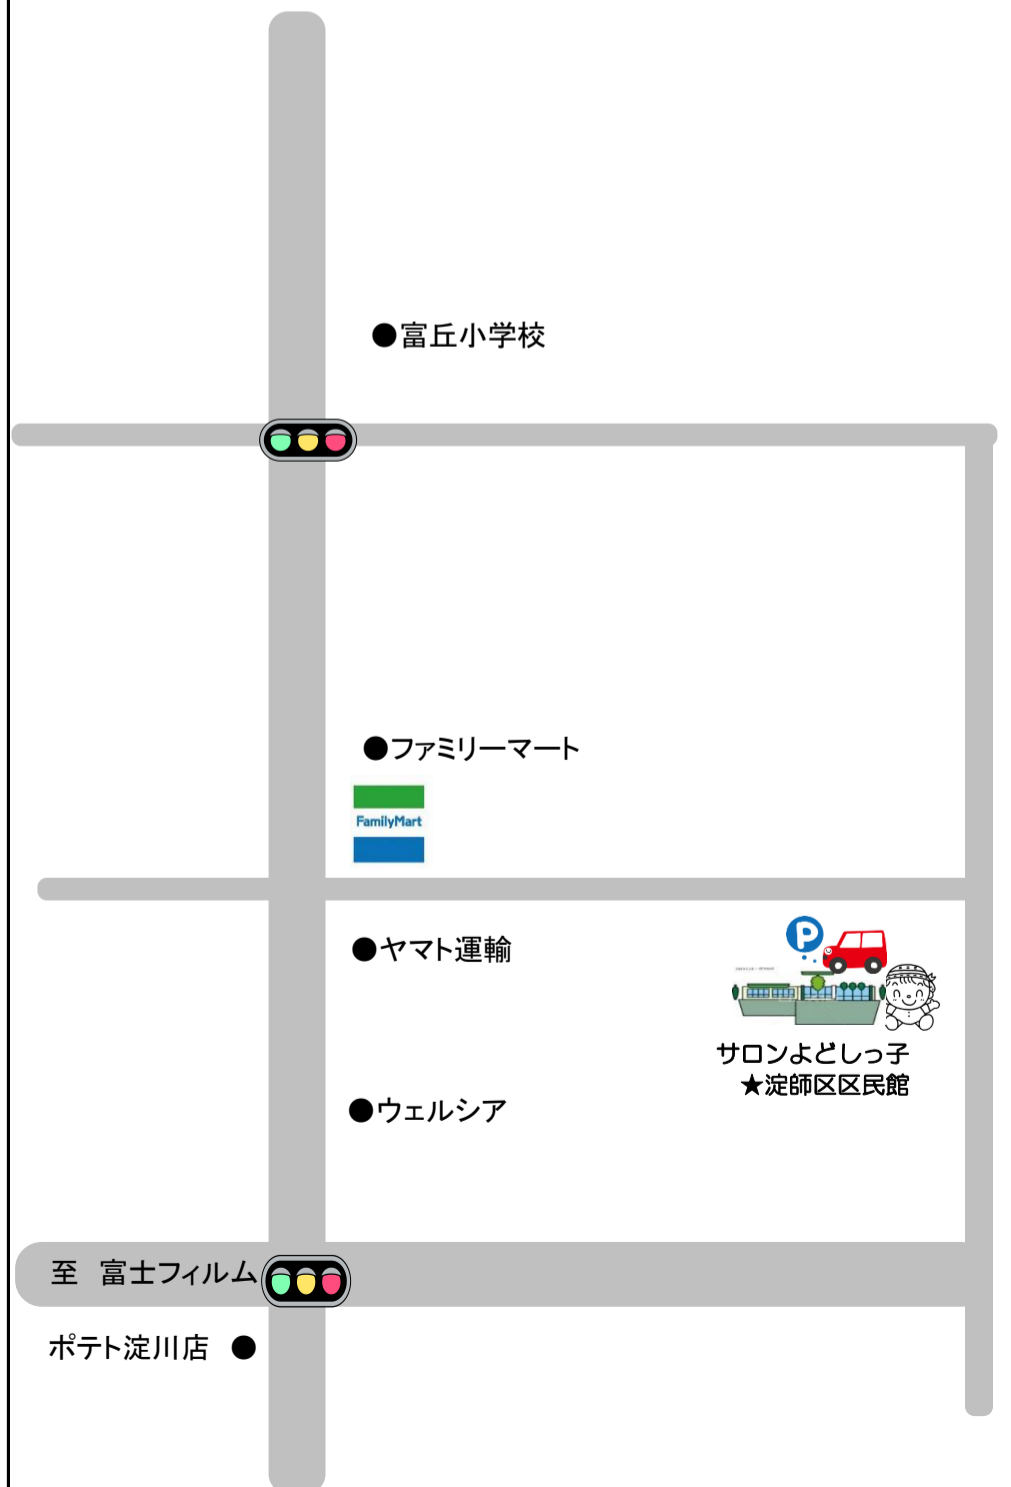 ●富丘小学校
●ファミリーマート
FamilyMart
●ヤマト運輸
P
サロンよどしっ子
★淀師区区民館
●ウェルシア
至　富士フィルム
ポテト淀川店　●